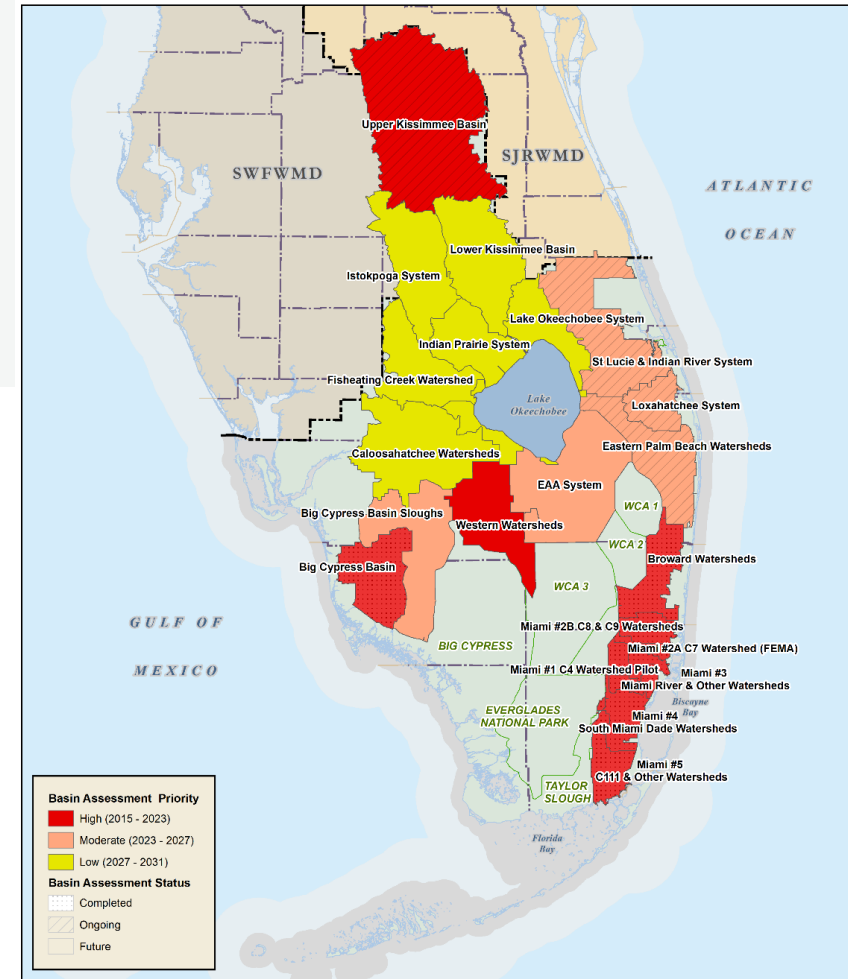 Upper Kissimmee Basin
SWFWMD
SJRWMD
ATLANTIC
OCEAN
Lower Kissimmee Basin
Istokpoga System
Lake Okeechobee System
Indian Prairie System
St Lucie & Indian River System
Fisheating Creek Watershed
Lake
Okeechobee
Loxahatchee System
Eastern Palm Beach Watersheds
Caloosahatchee Watersheds
EAA System
WCA 1
Big Cypress Basin Sloughs
Western Watersheds
WCA 2
Broward Watersheds
Big Cypress Basin
WCA 3
GULF OF
MEXICO
Miami #2B C8 & C9 Watersheds
BIG CYPRESS
Miami #2A C7 Watershed (FEMA)
Miami #1 C4 Watershed Pilot
Miami #3
Miami River & Other Watersheds
Biscayne
Bay
EVERGLADES
NATIONAL PARK
Miami #4
South Miami Dade Watersheds
Miami #5
C111 & Other Watersheds
TAYLOR
SLOUGH
Florida
Bay
Basin Assessment Priority
High (2015 - 2023)
Moderate (2023 - 2027)
Low (2027 - 2031)
Basin Assessment Status
Completed
Ongoing
Future